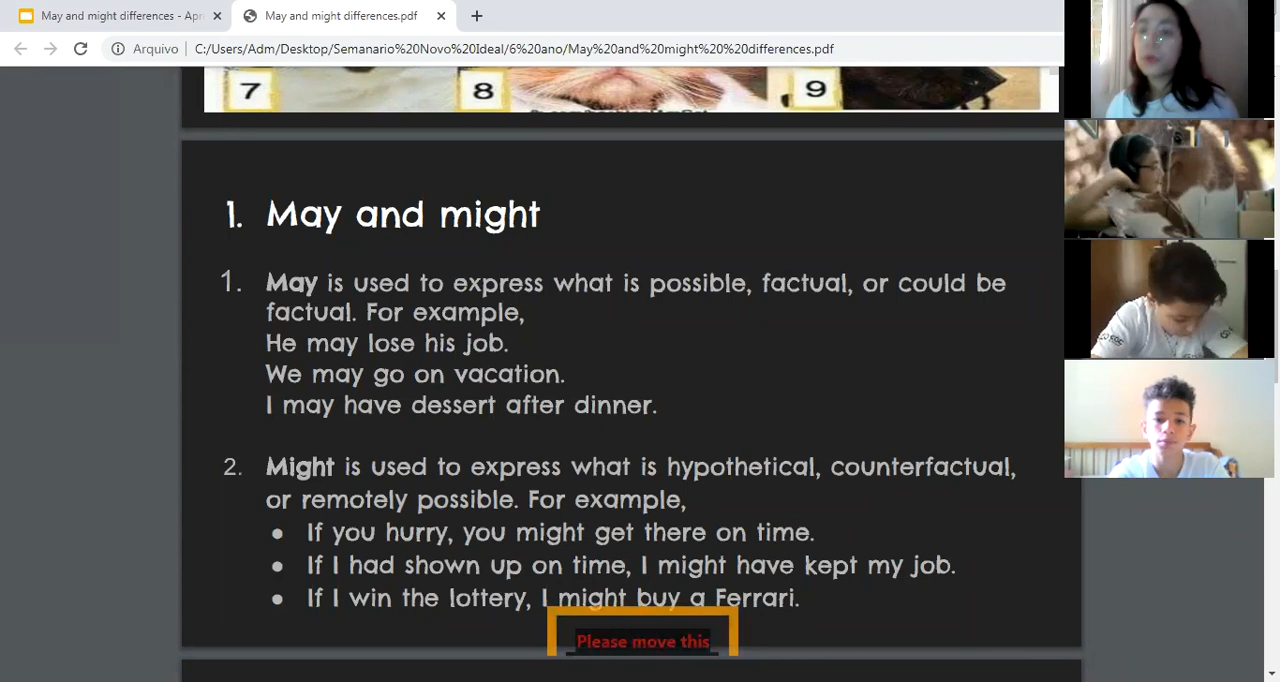 May and might differences - Apr
May and might differences.pdf
Arquivo
C:/Users/Adm/Desktop/Semanario%20Novo%20Ideal/6%20ano/May%20and%20might%20%20differences.pdf
7
8
9
1. May and might
1. May is used to express what is possible, factual, or could be
factual. For example,
He may lose his job.
We may go on vacation.
I may have dessert after dinner.
2. Might is used to express what is hypothetical, counterfactual,
or remotely possible. For example,
● If you hurry, you might get there on time.
● If I had shown up on time, I might have kept my job.
● If I win the lottery, I might buy a Ferrari.
Please move this